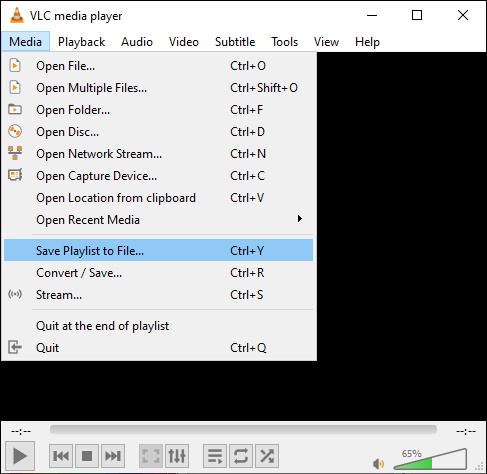 VLC media player
Media Playback Audio Video Subtitle Tools View Help
Open File... Ctrl+O
Open Multiple Files... Ctrl+Shift+O
Open Folder... Ctrl+F
Open Disc... Ctrl+D
Open Network Stream... Ctrl+N
Open Capture Device... Ctrl+C
Open Location from clipboard Ctrl+V
Open Recent Media
Save Playlist to File... Ctrl+Y
Convert / Save... Ctrl+R
Stream... Ctrl+S
Quit at the end of playlist
Quit Ctrl+Q
--:-- --:--
65%